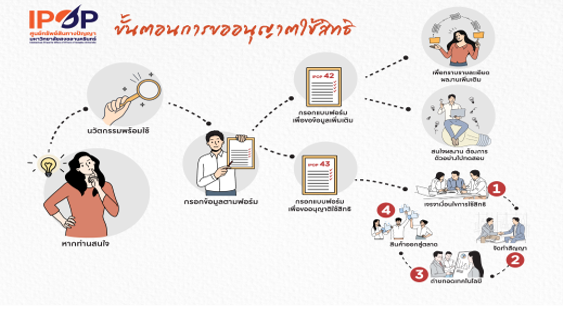 IPOP
ศูนย์ทรัพย์สินทางปัญญา
มหาวิทยาลัยสงขลานครินทร์
ขั้นตอนการขออนุญาตใช้สิทธิ
นวัตกรรมพร้อมใช้
หากท่านสนใจ
กรอกข้อมูลตามฟอร์ม
IPOP 42
กรอกแบบฟอร์ม
เพื่อขอข้อมูลเพิ่มเติม
IPOP 43
กรอกแบบฟอร์ม
เพื่อขออนุญาตใช้สิทธิ
เพื่อทราบรายละเอียด
ผลงานเพิ่มเติม
สนใจผลงาน ต้องการ
ตัวอย่างไปทดสอบ
1
เจรจาเงื่อนไขการใช้สิทธิ
2
จัดทำสัญญา
3
ถ่ายทอดเทคโนโลยี
4
สินค้าออกสู่ตลาด